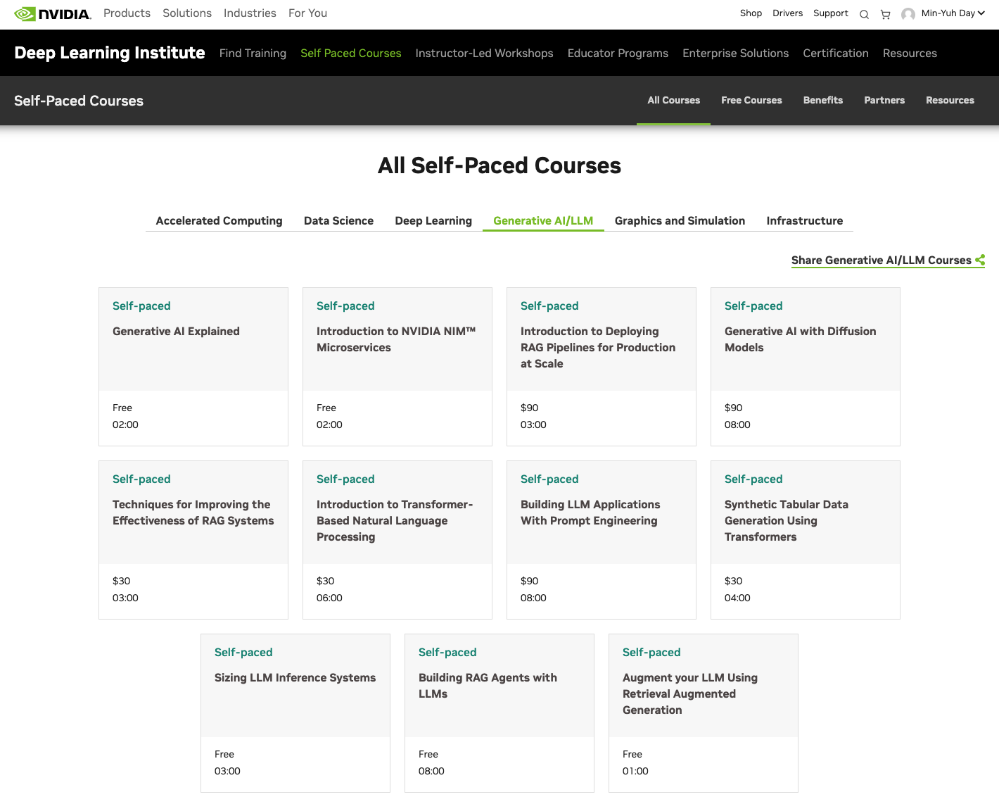 NVIDIA. Products Solutions Industries For You Shop Drivers Support Min-Yuh Day
Deep Learning Institute Find Training Self Paced Courses Instructor-Led Workshops Educator Programs Enterprise Solutions Certification Resources
Self-Paced Courses All Courses Free Courses Benefits Partners Resources
All Self-Paced Courses
Accelerated Computing Data Science Deep Learning Generative AI/LLM Graphics and Simulation Infrastructure
Share Generative AI/LLM Courses
Self-paced
Generative AI Explained
Free
02:00
Self-paced
Introduction to NVIDIA NIM™
Microservices
Free
02:00
Self-paced
Introduction to Deploying
RAG Pipelines for Production
at Scale
$90
03:00
Self-paced
Generative AI with Diffusion
Models
$90
08:00
Self-paced
Techniques for Improving the
Effectiveness of RAG Systems
$30
03:00
Self-paced
Introduction to Transformer-
Based Natural Language
Processing
$30
06:00
Self-paced
Building LLM Applications
With Prompt Engineering
$90
08:00
Self-paced
Synthetic Tabular Data
Generation Using
Transformers
$30
04:00
Self-paced
Sizing LLM Inference Systems
Free
03:00
Self-paced
Building RAG Agents with
LLMs
Free
08:00
Self-paced
Augment your LLM Using
Retrieval Augmented
Generation
Free
01:00